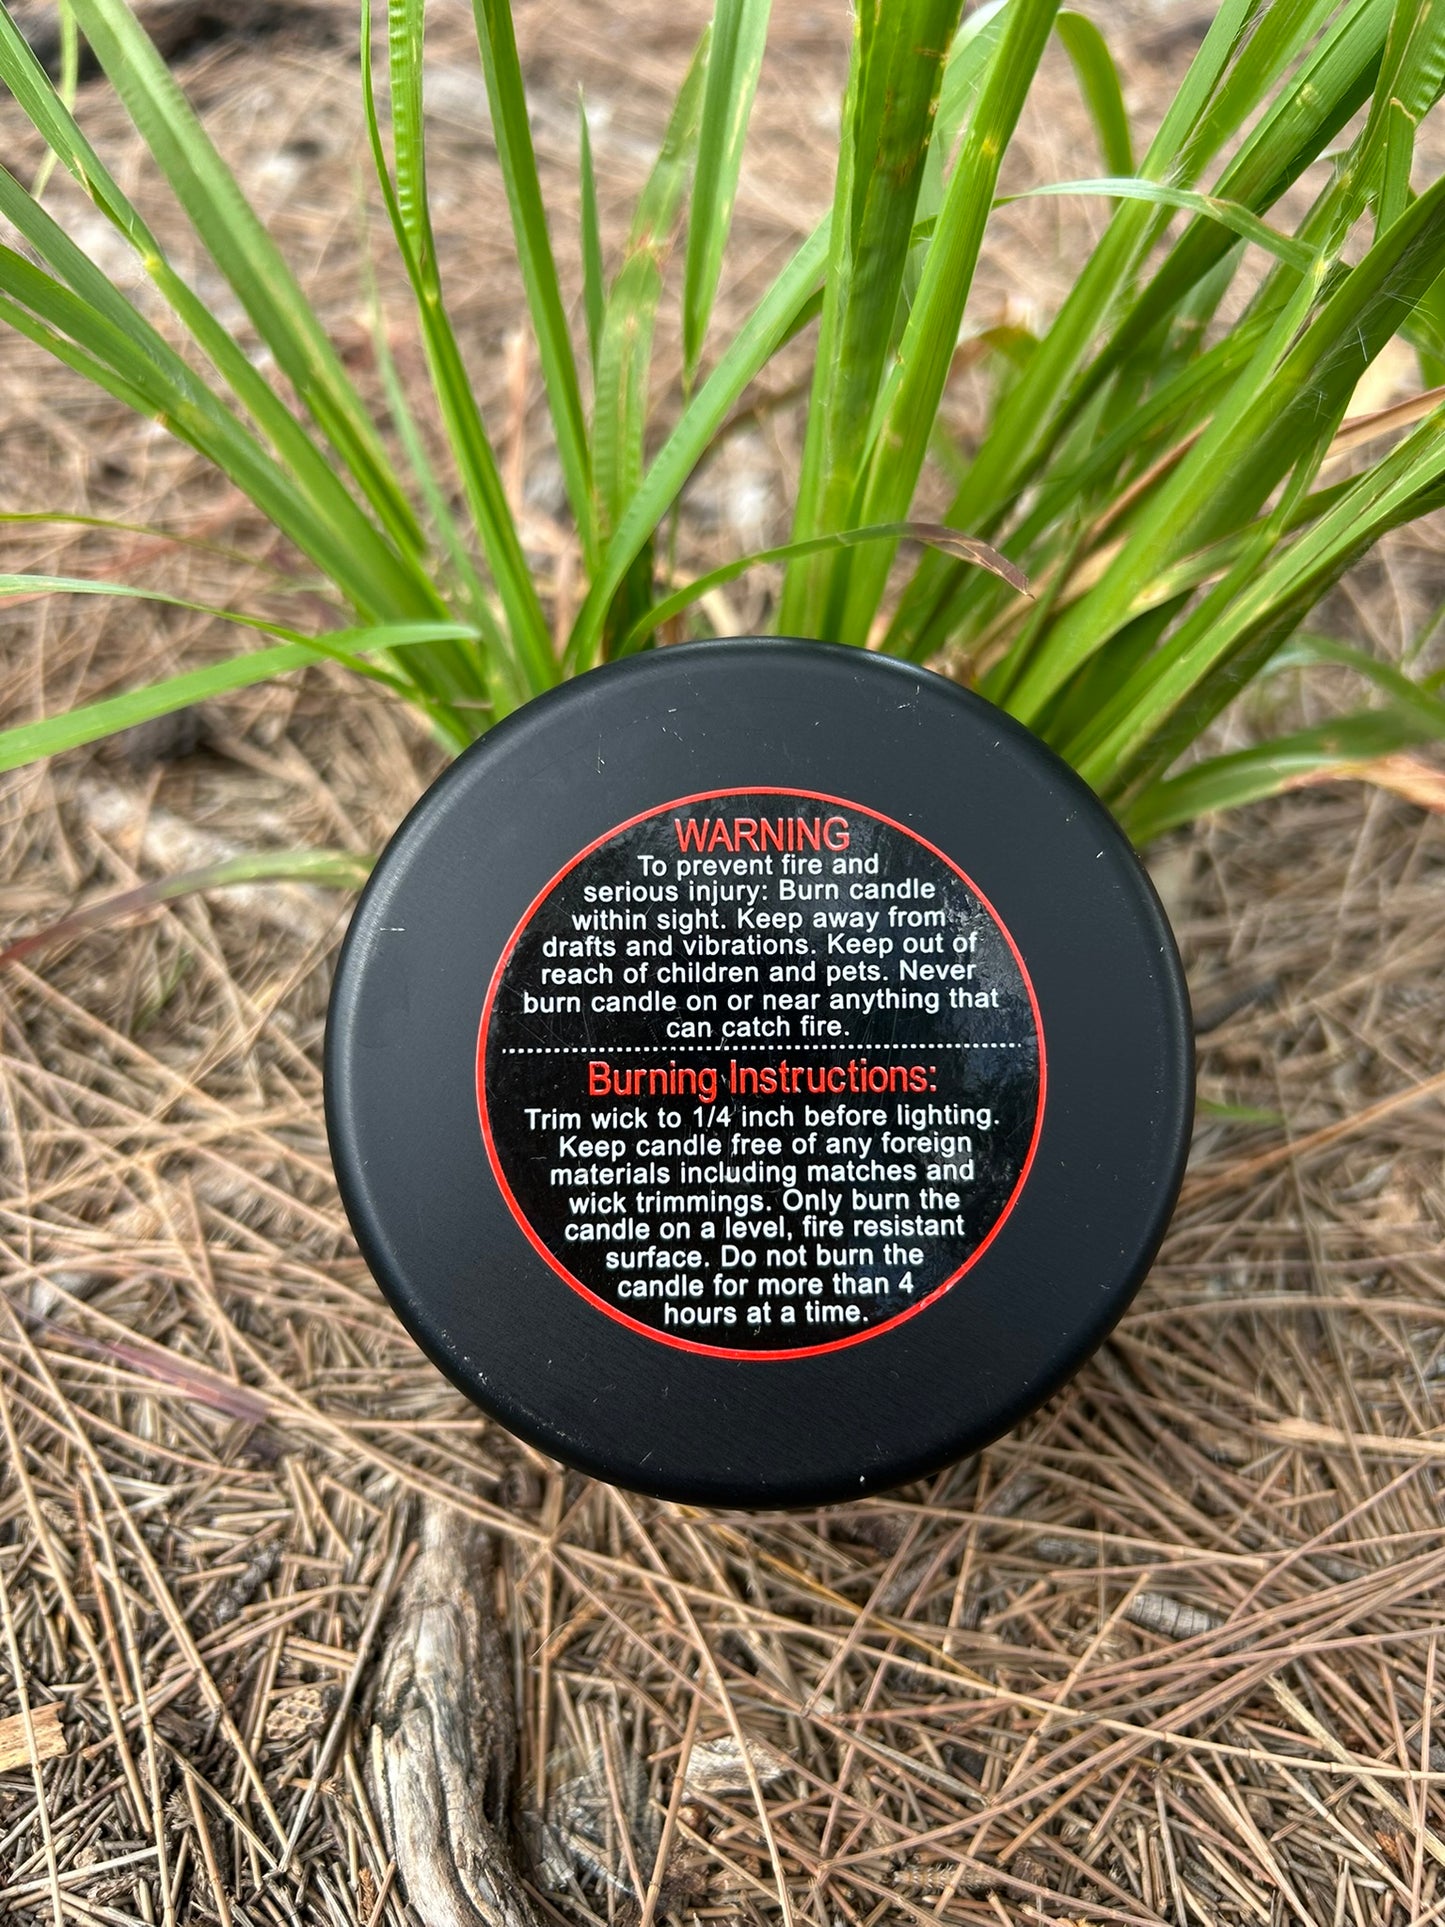 WARNING
To prevent fire and
serious injury: Burn candle
within sight. Keep away from
drafts and vibrations. Keep out of
reach of children and pets. Never
burn candle on or near anything that
can catch fire.
Burning Instructions:
Trim wick to 1/4 inch before lighting.
Keep candle free of any foreign
materials including matches and
wick trimmings. Only burn the
candle on a level, fire resistant
surface. Do not burn the
candle for more than 4
hours at a time.